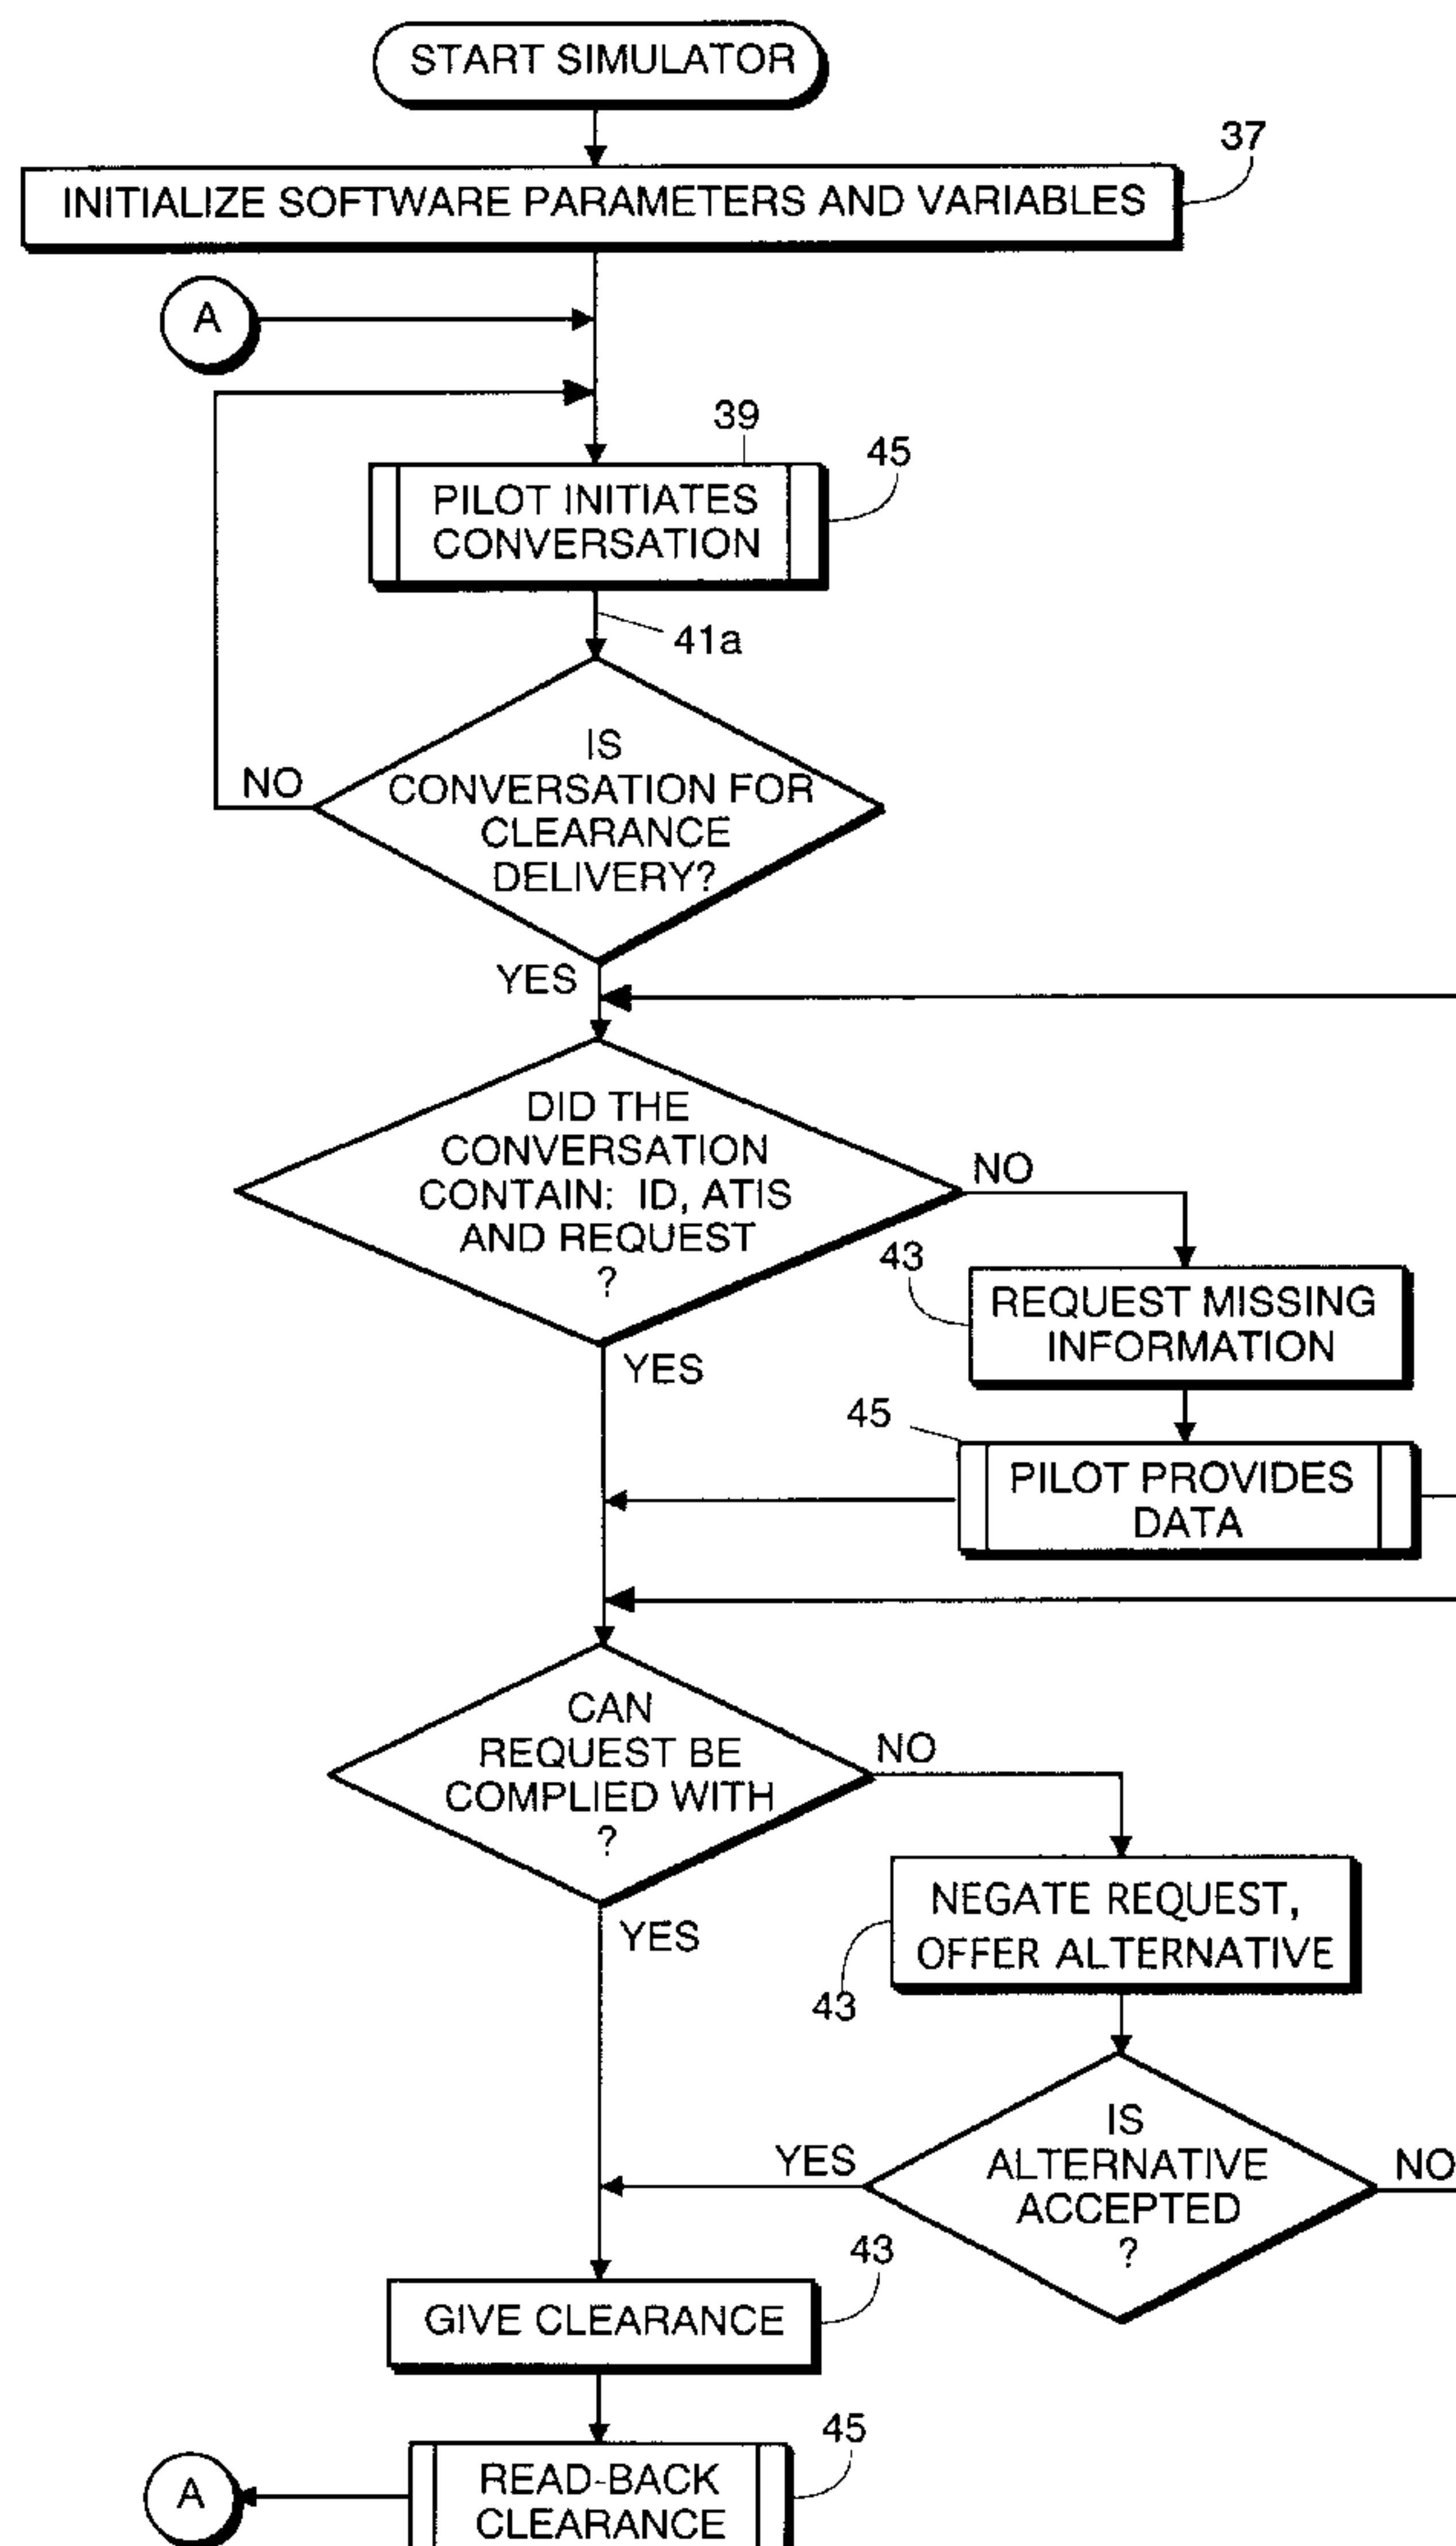 START SIMULATOR
37
INITIALIZE SOFTWARE PARAMETERS AND VARIABLES
A
39
45
PILOT INITIATES
CONVERSATION
41a
IS
CONVERSATION FOR
CLEARANCE
DELIVERY?
NO
YES
DID THE
CONVERSATION
CONTAIN: ID, ATIS
AND REQUEST
?
NO
43
REQUEST MISSING
INFORMATION
YES
45
PILOT PROVIDES
DATA
CAN
REQUEST BE
COMPLIED WITH
?
NO
YES
NEGATE REQUEST,
OFFER ALTERNATIVE
43
IS
ALTERNATIVE
ACCEPTED
?
YES
NO
43
GIVE CLEARANCE
45
READ-BACK
CLEARANCE
A